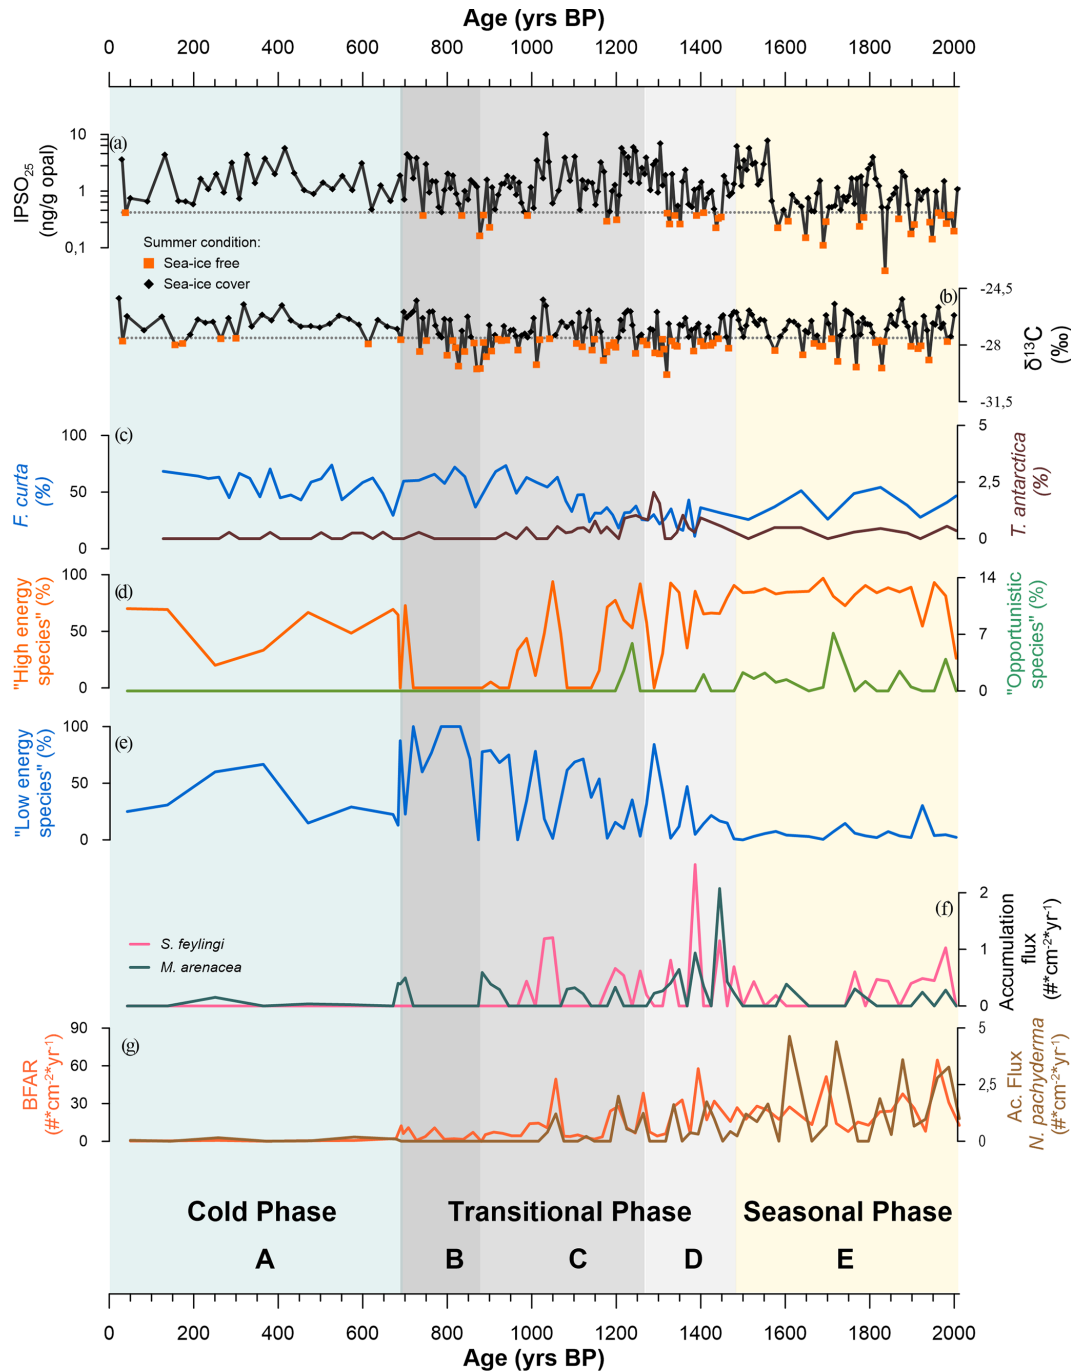 Age (yrs BP)
0 200 400 600 800 1000 1200 1400 1600 1800 2000
(a)
IPSO25
(ng/g opal)
10
1
0,1
Summer condition:
Sea-ice free
Sea-ice cover
(b)
-24,5
-28
-31,5
δ13C
(‰)
(c)
F. curta
(%)
100
50
0
5
2,5
0
T. antarctica
(%)
(d)
"High energy
species" (%)
100
50
0
14
7
0
"Opportunistic
species" (%)
(e)
"Low energy
species" (%)
100
50
0
(f)
S. feylingi
M. arenacea
2
1
0
Accumulation
flux
(#*cm-2*yr-1)
(g)
BFAR
(#*cm-2*yr-1)
90
60
30
0
5
2,5
0
Ac. Flux
N. pachyderma
(#*cm-2*yr-1)
Cold Phase
Transitional Phase
Seasonal Phase
A
B
C
D
E
0 200 400 600 800 1000 1200 1400 1600 1800 2000
Age (yrs BP)